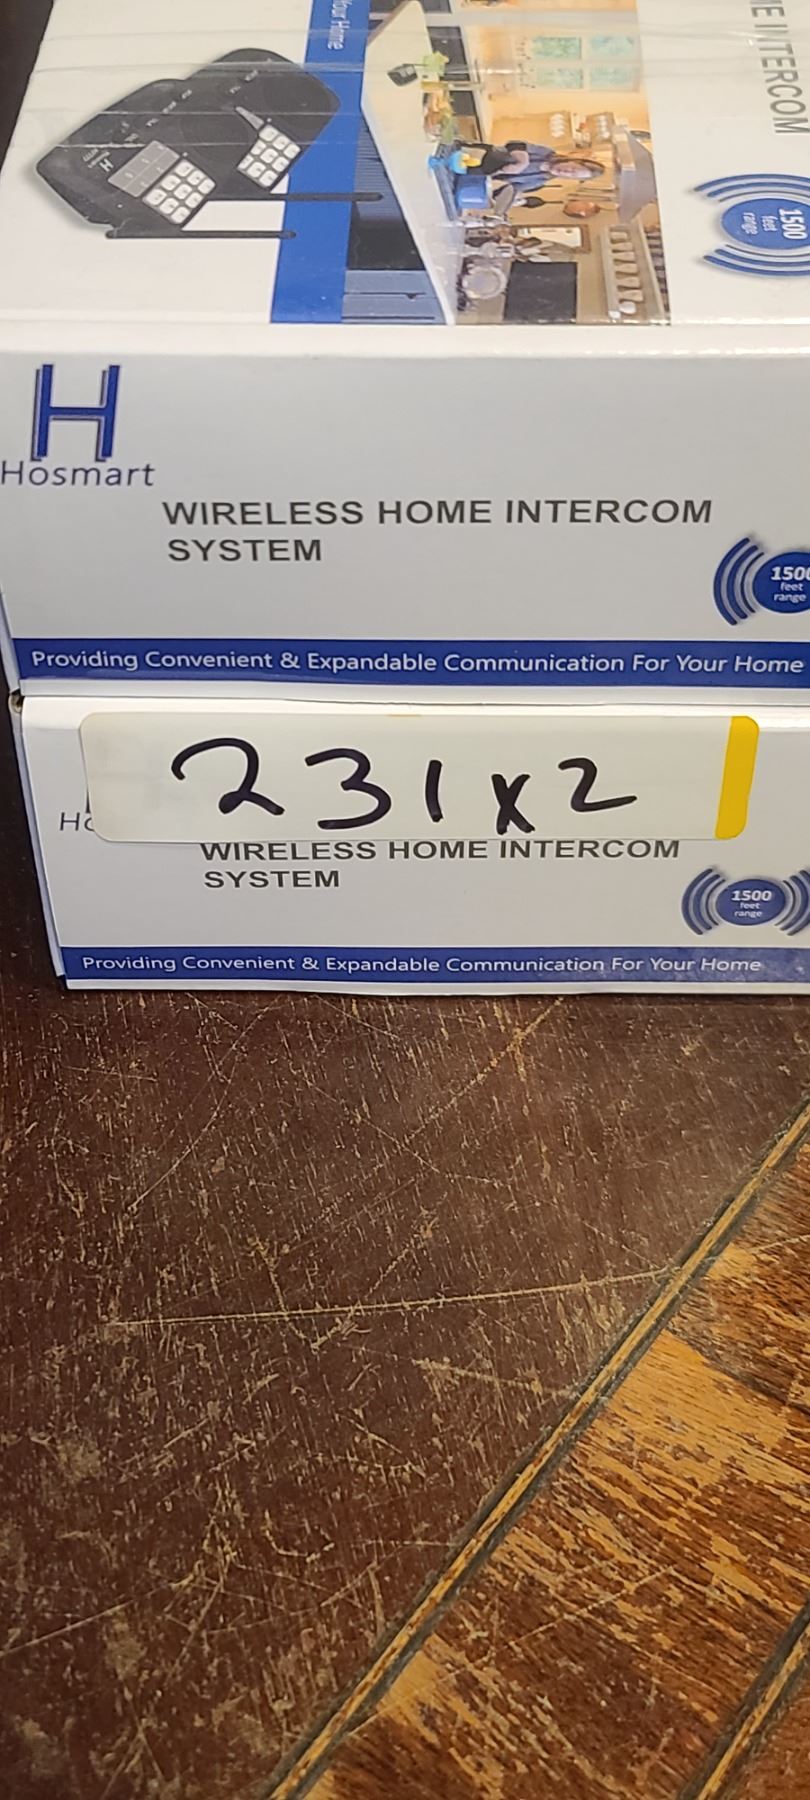 Your Home
E INTERCOM
1500
feet
range
H
Hosmart
WIRELESS HOME INTERCOM
SYSTEM
1500
feet
range
Providing Convenient & Expandable Communication For Your Home
231x2
Ho
WIRELESS HOME INTERCOM
SYSTEM
1500
feet
range
Providing Convenient & Expandable Communication For Your Home